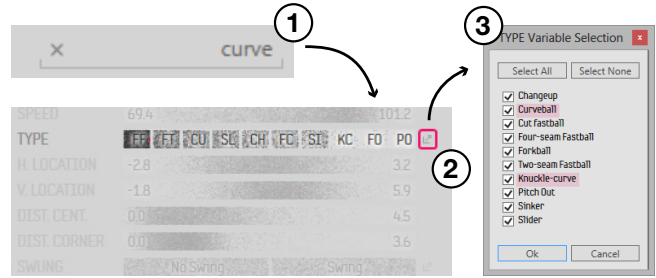 1
× curve
SPEED 69.4 101.2
TYPE FF FT CU SL CH FC SI KC FO PO
H. LOCATION -2.8 3.2
V. LOCATION -1.8 5.9
DIST. CENT. 0.0 4.5
DIST. CORNER 0.0 3.6
SWUNG No Swing Swing
2
3
TYPE Variable Selection x
Select All Select None
Changeup
Curveball
Cut fastball
Four-seam Fastball
Forkball
Two-seam Fastball
Knuckle-curve
Pitch Out
Sinker
Slider
Ok Cancel